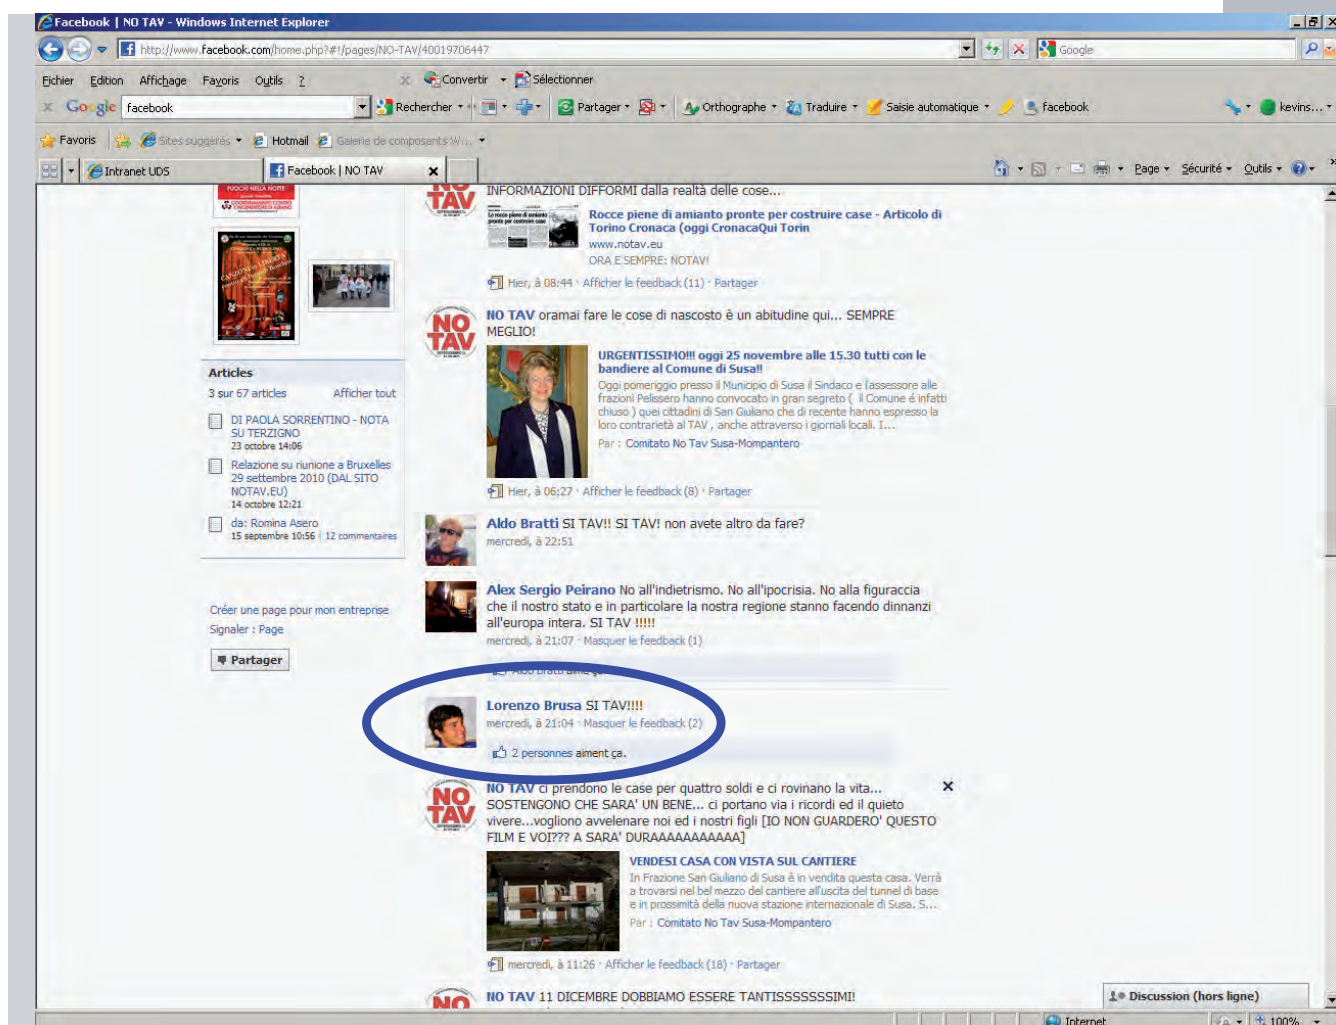 Facebook | NO TAV - Windows Internet Explorer
http://www.facebook.com/home.php?#!/pages/NO-TAV/40019706447
Google
Fichier Edition Affichage Favoris Outils ?
Convertir Sélectionner
Google facebook Rechercher Partager Orthographe Traduire Saisie automatique facebook kevins...
Favoris Sites suggérés Hotmail Galerie de composants W...
Intranet UDS Facebook | NO TAV Page Sécurité Outils
FUOCHI NELLA NOTTE
Articles
3 sur 67 articles Afficher tout
DI PAOLA SORRENTINO - NOTA
SU TERZIGNO
23 octobre 14:06
Relazione su riunione a Bruxelles
29 settembre 2010 (DAL SITO
NOTAV.EU)
14 octobre 12:21
da: Romina Asero
15 septembre 10:56 12 commentaires
Créer une page pour mon entreprise
Signaler : Page
Partager
NO TAV
INFORMAZIONI DIFFORMI dalla realtà delle cose...
Rocce piene di amianto pronte per costruire case - Articolo di
Torino Cronaca (oggi CronacaQui Torin
www.notav.eu
ORA E SEMPRE: NOTAV!
Hier, à 08:44 · Afficher le feedback (11) · Partager
NO TAV
NO TAV oramai fare le cose di nascosto è un abitudine qui... SEMPRE
MEGLIO!
URGENTISSIMO!!! oggi 25 novembre alle 15.30 tutti con le
bandiere al Comune di Susa!!
Oggi pomeriggio presso il Municipio di Susa il Sindaco e l'assessore alle
frazioni Pelissero hanno convocato in gran segreto ( il Comune é infatti
chiuso ) quei cittadini di San Giuliano che di recente hanno espresso la
loro contrarietà al TAV , anche attraverso i giornali locali. I...
Par : Comitato No Tav Susa-Mompantero
Hier, à 06:27 · Afficher le feedback (8) · Partager
Aldo Bratti SI TAV!! SI TAV! non avete altro da fare?
mercredi, à 22:51
Alex Sergio Peirano No all'indietrismo. No all'ipocrisia. No alla figuraccia
che il nostro stato e in particolare la nostra regione stanno facendo dinnanzi
all'europa intera. SI TAV !!!!!
mercredi, à 21:07 · Masquer le feedback (1)
Aldo Bratti aime ça.
Lorenzo Brusa SI TAV!!!!
mercredi, à 21:04 · Masquer le feedback (2)
2 personnes aiment ça.
NO TAV
NO TAV ci prendono le case per quattro soldi e ci rovinano la vita...
SOSTENGONO CHE SARA' UN BENE... ci portano via i ricordi ed il quieto
vivere...vogliono avvelenare noi ed i nostri figli [IO NON GUARDERO' QUESTO
FILM E VOI??? A SARA' DURAAAAAAAAAAA]
VENDESI CASA CON VISTA SUL CANTIERE
In Frazione San Giuliano di Susa è in vendita questa casa. Verrà
a trovarsi nel bel mezzo del cantiere all'uscita del tunnel di base
e in prossimità della nuova stazione internazionale di Susa. S...
Par : Comitato No Tav Susa-Mompantero
mercredi, à 11:26 · Afficher le feedback (18) · Partager
NO
NO TAV 11 DICEMBRE DOBBIAMO ESSERE TANTISSSSSSIMI!
Discussion (hors ligne)
Internet 100%